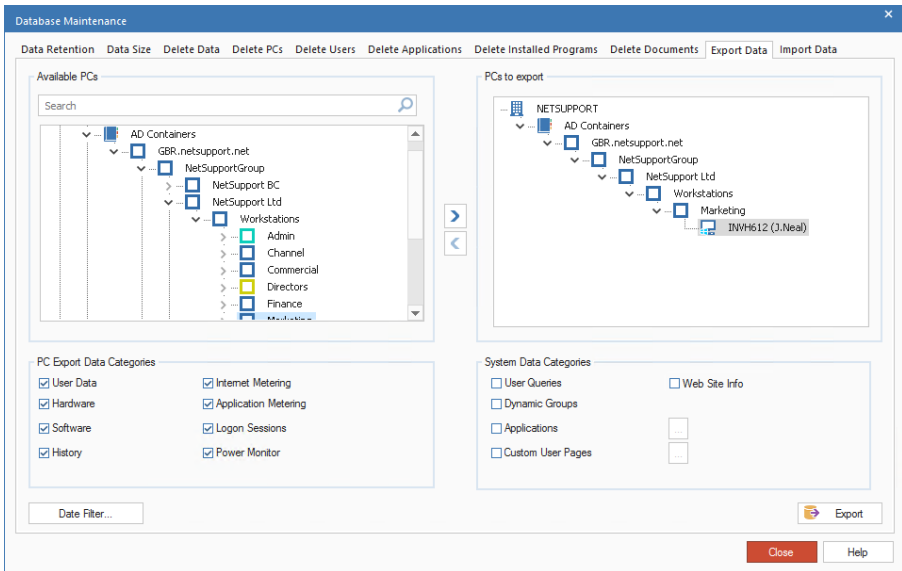 Database Maintenance
Data Retention Data Size Delete Data Delete PCs Delete Users Delete Applications Delete Installed Programs Delete Documents Export Data Import Data
Available PCs
Search
AD Containers
GBR.netsupport.net
NetSupportGroup
NetSupport BC
NetSupport Ltd
Workstations
Admin
Channel
Commercial
Directors
Finance
Marketing
PCs to export
NETSUPPORT
AD Containers
GBR.netsupport.net
NetSupportGroup
NetSupport Ltd
Workstations
Marketing
INVH612 (J.Neal)
PC Export Data Categories
User Data Internet Metering
Hardware Application Metering
Software Logon Sessions
History Power Monitor
System Data Categories
User Queries Web Site Info
Dynamic Groups
Applications ...
Custom User Pages ...
Date Filter... Export
Close Help